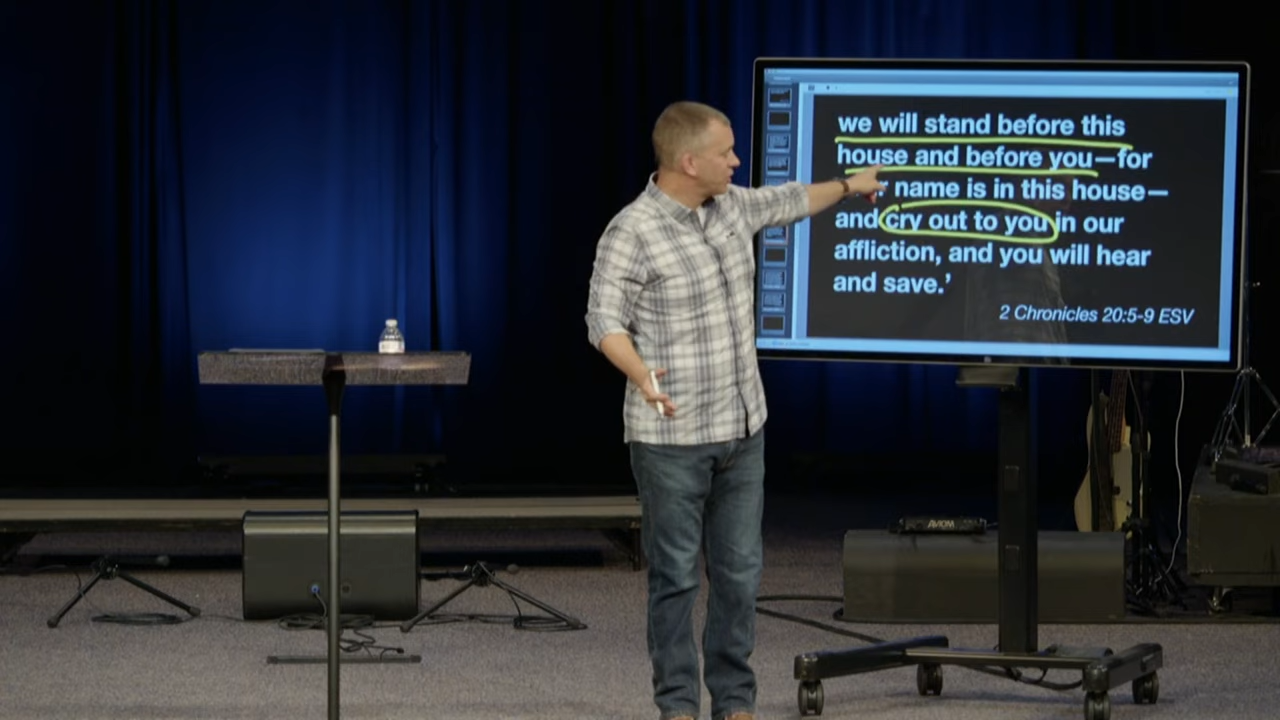 we will stand before this
house and before you—for
name is in this house—
and cry out to you in our
affliction, and you will hear
and save.’
2 Chronicles 20:5-9 ESV
AVIOM